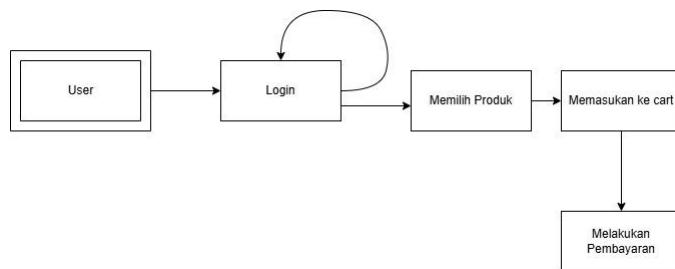 User
Login
Memilih Produk
Memasukan ke cart
Melakukan
Pembayaran